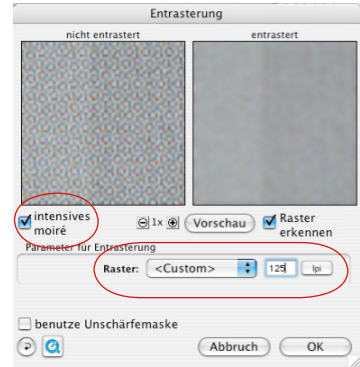 Entrasterung
nicht entrastert entrastert
intensives moiré 1x Vorschau Raster erkennen
Parameter für Entrasterung
Raster: <Custom> 125 lpi
benutze Unschärfemaske
? Abbruch OK